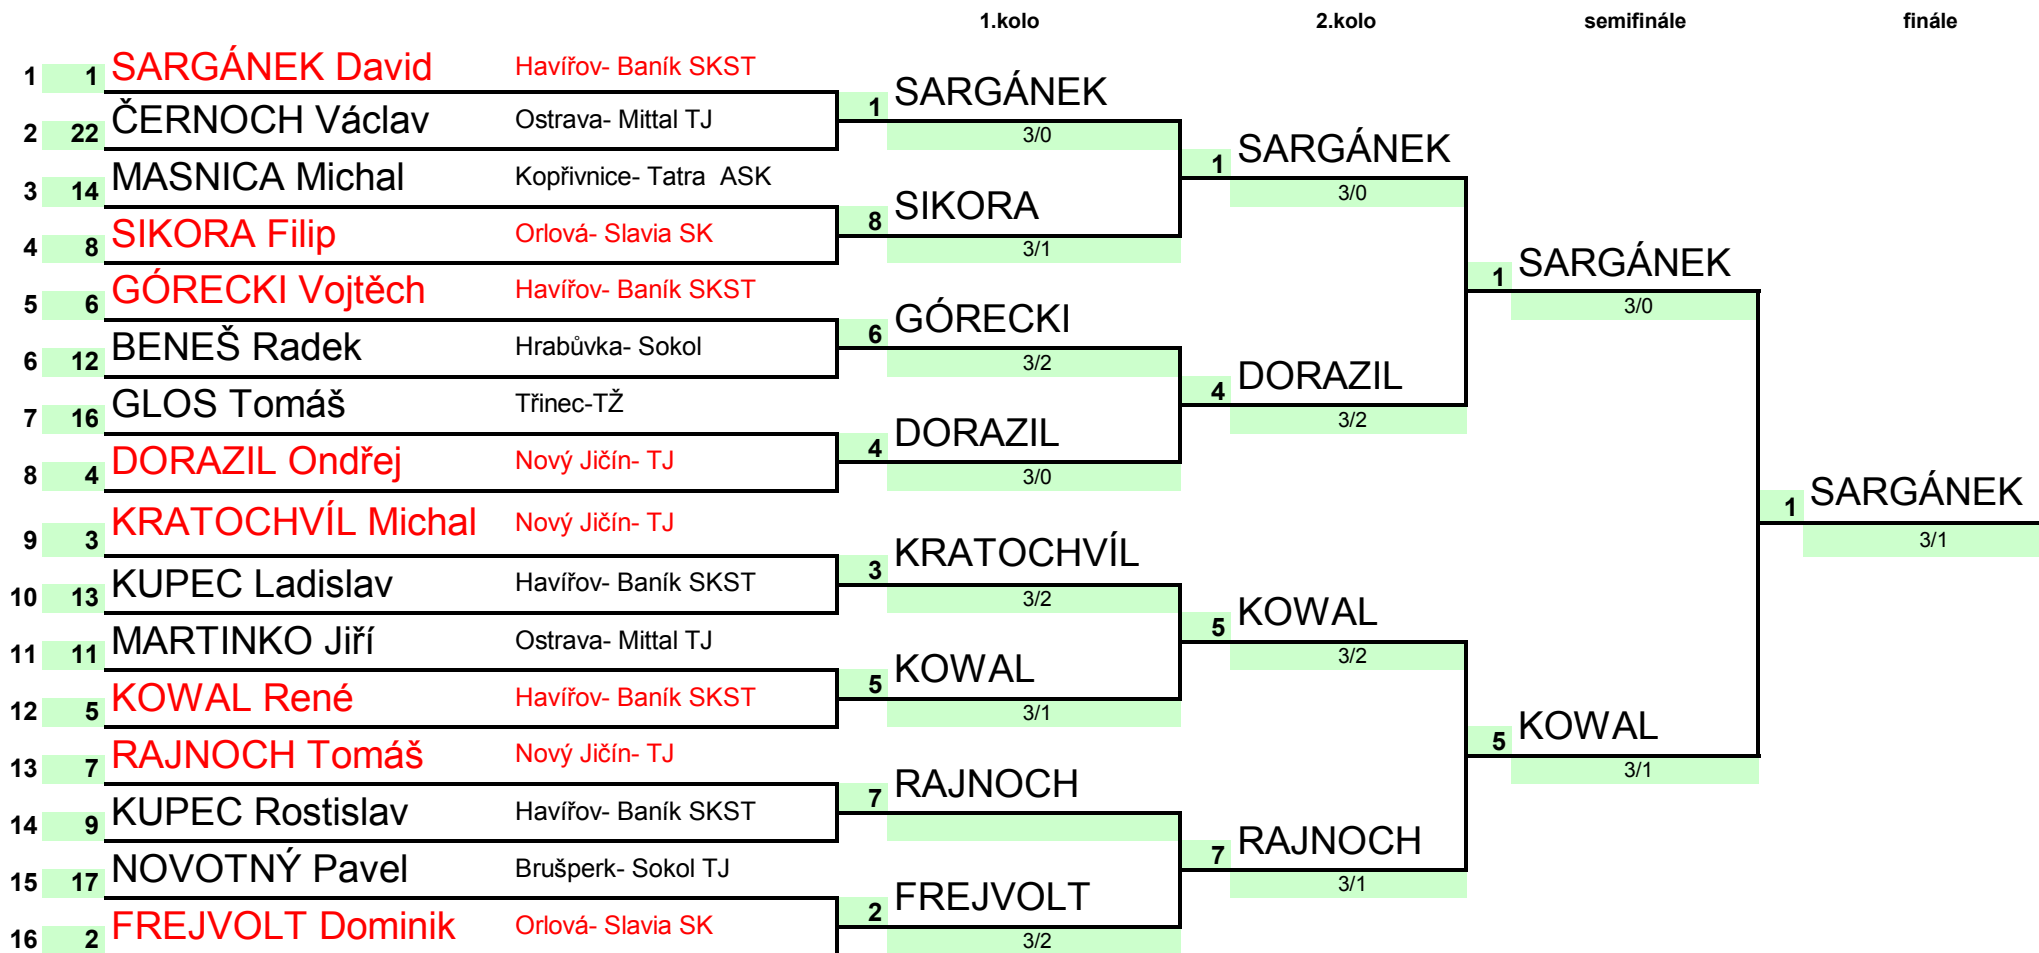 1.kolo 2.kolo semifinále finále
1 1 SARGÁNEK David Havířov- Baník SKST
1 SARGÁNEK
2 22 ČERNOCH Václav Ostrava- Mittal TJ
3/0
1 SARGÁNEK
3 14 MASNICA Michal Kopřivnice- Tatra ASK
3/0
8 SIKORA
4 8 SIKORA Filip Orlová- Slavia SK
3/1
1 SARGÁNEK
5 6 GÓRECKI Vojtěch Havířov- Baník SKST
3/0
6 GÓRECKI
6 12 BENEŠ Radek Hrabůvka- Sokol
3/2
4 DORAZIL
7 16 GLOS Tomáš Třinec-TŽ
3/2
4 DORAZIL
8 4 DORAZIL Ondřej Nový Jičín- TJ
3/0
1 SARGÁNEK
9 3 KRATOCHVÍL Michal Nový Jičín- TJ
3/1
3 KRATOCHVÍL
10 13 KUPEC Ladislav Havířov- Baník SKST
3/2
5 KOWAL
11 11 MARTINKO Jiří Ostrava- Mittal TJ
3/2
5 KOWAL
12 5 KOWAL René Havířov- Baník SKST
3/1
5 KOWAL
13 7 RAJNOCH Tomáš Nový Jičín- TJ
3/1
7 RAJNOCH
14 9 KUPEC Rostislav Havířov- Baník SKST
7 RAJNOCH
15 17 NOVOTNÝ Pavel Brušperk- Sokol TJ
3/1
2 FREJVOLT
16 2 FREJVOLT Dominik Orlová- Slavia SK
3/2